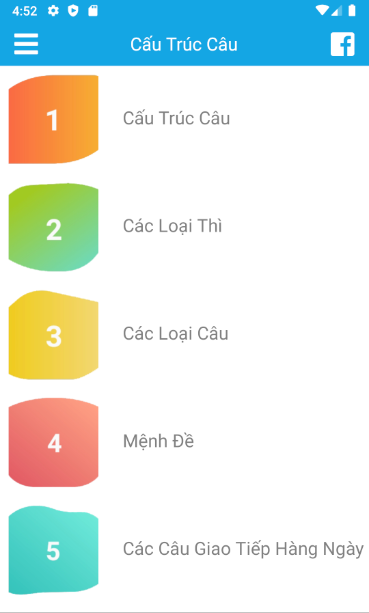 4:52
Cấu Trúc Câu
1
Cấu Trúc Câu
2
Các Loại Thì
3
Các Loại Câu
4
Mệnh Đề
5
Các Câu Giao Tiếp Hàng Ngày